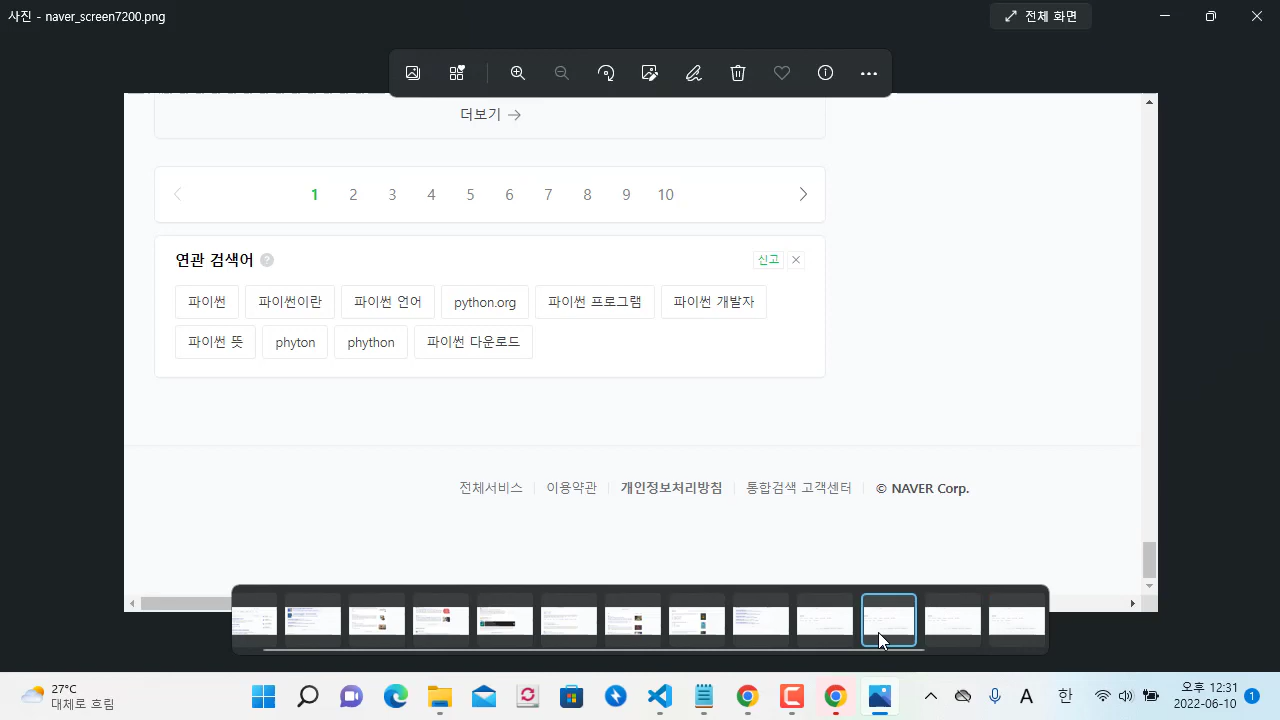 사진 - naver_screen7200.png
전체 화면
더보기 →
1 2 3 4 5 6 7 8 9 10
연관 검색어 ?
신고
파이썬 파이썬이란 파이썬 언어 python.org 파이썬 프로그램 파이썬 개발자
파이썬 뜻 phyton phython 파이썬 다운로드
전체서비스 이용약관 개인정보처리방침 통합검색 고객센터 © NAVER Corp.
27°C
대체로 흐림
A 한
오후 12:31
2022-06-10
1